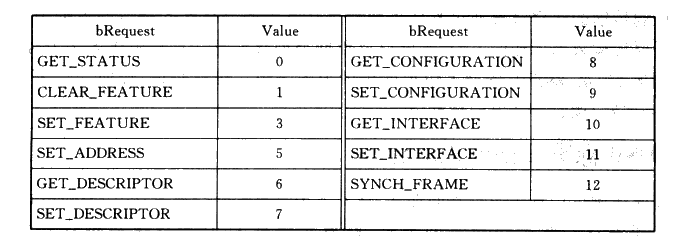 bRequest Value bRequest Value
GET_STATUS 0 GET_CONFIGURATION 8
CLEAR_FEATURE 1 SET_CONFIGURATION 9
SET_FEATURE 3 GET_INTERFACE 10
SET_ADDRESS 5 SET_INTERFACE 11
GET_DESCRIPTOR 6 SYNCH_FRAME 12
SET_DESCRIPTOR 7